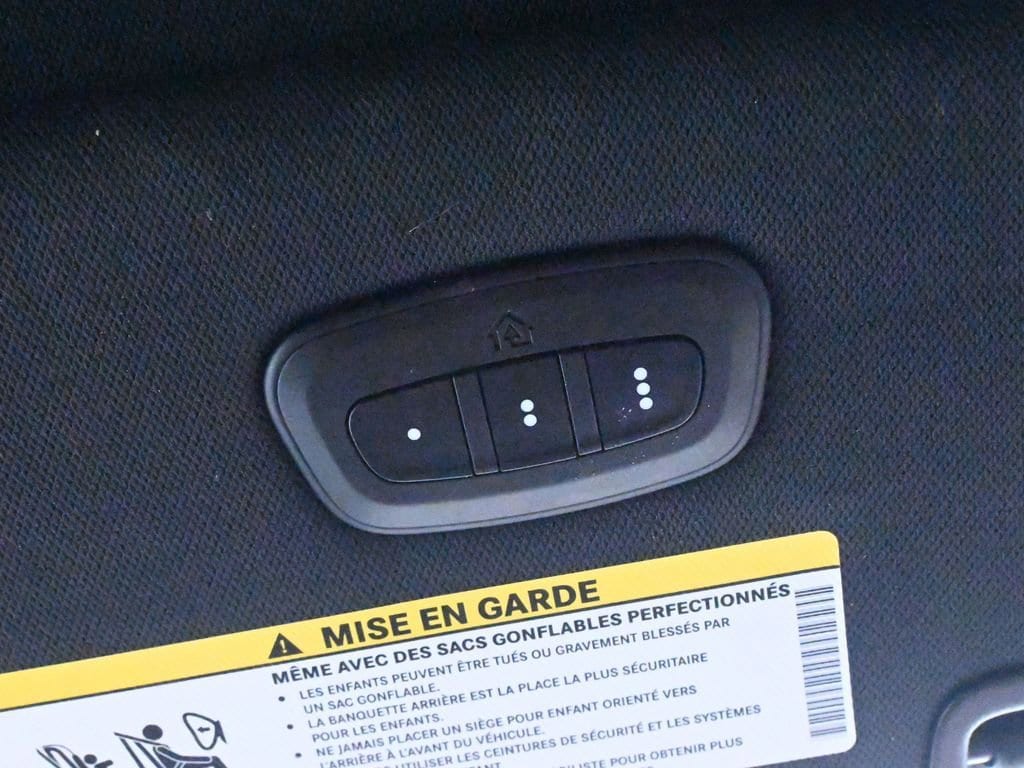 MISE EN GARDE
MÊME AVEC DES SACS GONFLABLES PERFECTIONNÉS
• LES ENFANTS PEUVENT ÊTRE TUÉS OU GRAVEMENT BLESSÉS PAR
UN SAC GONFLABLE.
• LA BANQUETTE ARRIÈRE EST LA PLACE LA PLUS SÉCURITAIRE
POUR LES ENFANTS.
• NE JAMAIS PLACER UN SIÈGE POUR ENFANT ORIENTÉ VERS
L'ARRIÈRE À L'AVANT DU VÉHICULE.
UTILISER LES CEINTURES DE SÉCURITÉ ET LES SYSTÈMES
POUR OBTENIR PLUS